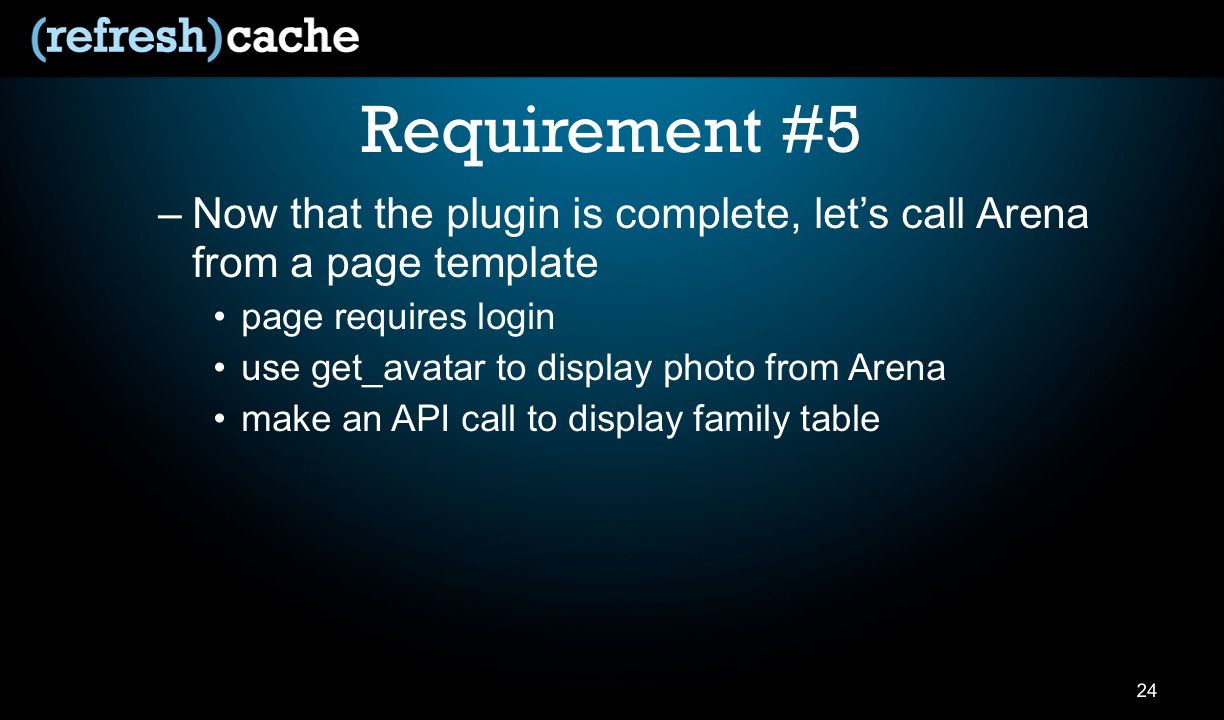 (refresh)cache
Requirement #5
– Now that the plugin is complete, let’s call Arena
from a page template
• page requires login
• use get_avatar to display photo from Arena
• make an API call to display family table
24